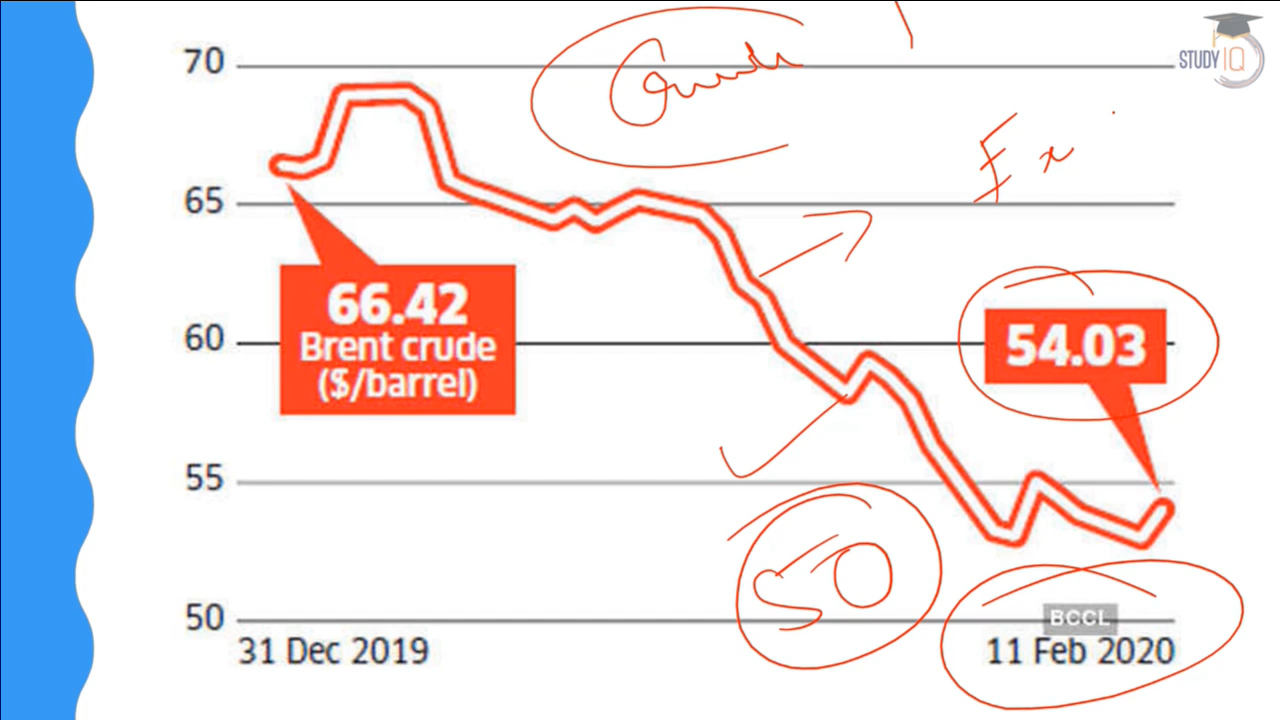 STUDY IQ
70
65
66.42
Brent crude
($/barrel)
60
54.03
55
50
50
BCCL
31 Dec 2019
11 Feb 2020